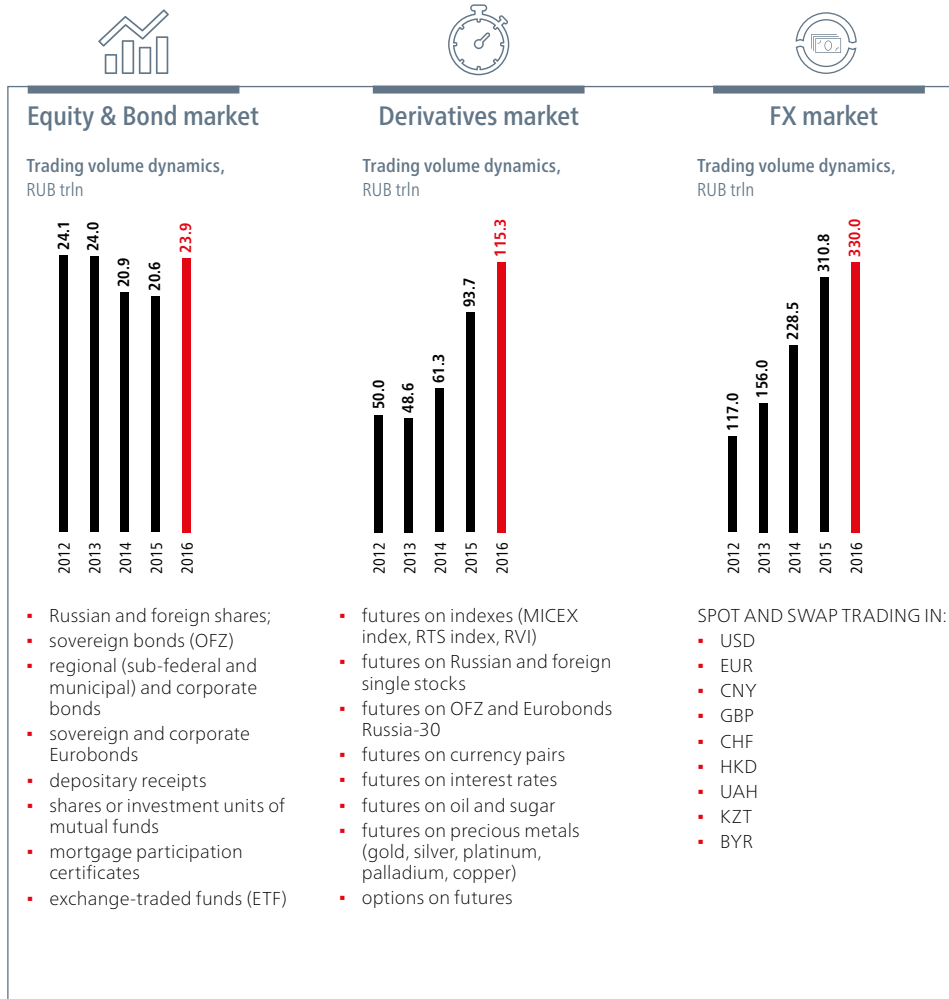 Equity & Bond market
Trading volume dynamics,
RUB trln
24.1
24.0
20.9
20.6
23.9
2012
2013
2014
2015
2016
Russian and foreign shares;
sovereign bonds (OFZ)
regional (sub-federal and
municipal) and corporate
bonds
sovereign and corporate
Eurobonds
depositary receipts
shares or investment units of
mutual funds
mortgage participation
certificates
exchange-traded funds (ETF)
Derivatives market
Trading volume dynamics,
RUB trln
50.0
48.6
61.3
93.7
115.3
2012
2013
2014
2015
2016
futures on indexes (MICEX
index, RTS index, RVI)
futures on Russian and foreign
single stocks
futures on OFZ and Eurobonds
Russia-30
futures on currency pairs
futures on interest rates
futures on oil and sugar
futures on precious metals
(gold, silver, platinum,
palladium, copper)
options on futures
FX market
Trading volume dynamics,
RUB trln
117.0
156.0
228.5
310.8
330.0
2012
2013
2014
2015
2016
SPOT AND SWAP TRADING IN:
USD
EUR
CNY
GBP
CHF
HKD
UAH
KZT
BYR